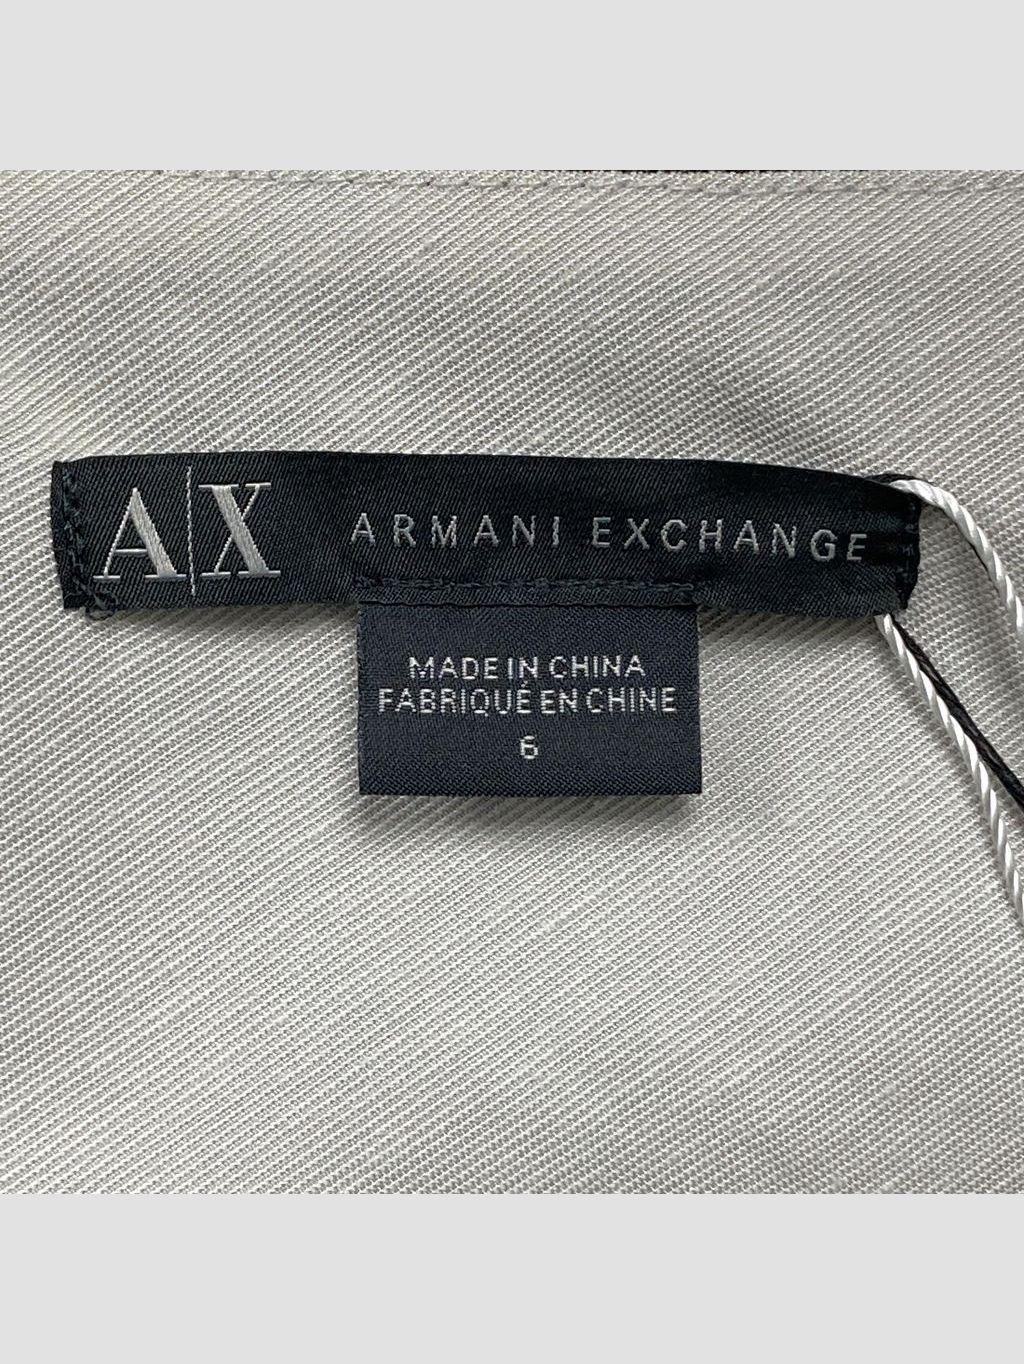 A|X ARMANI EXCHANGE
MADE IN CHINA
FABRIQUÉ EN CHINE
6